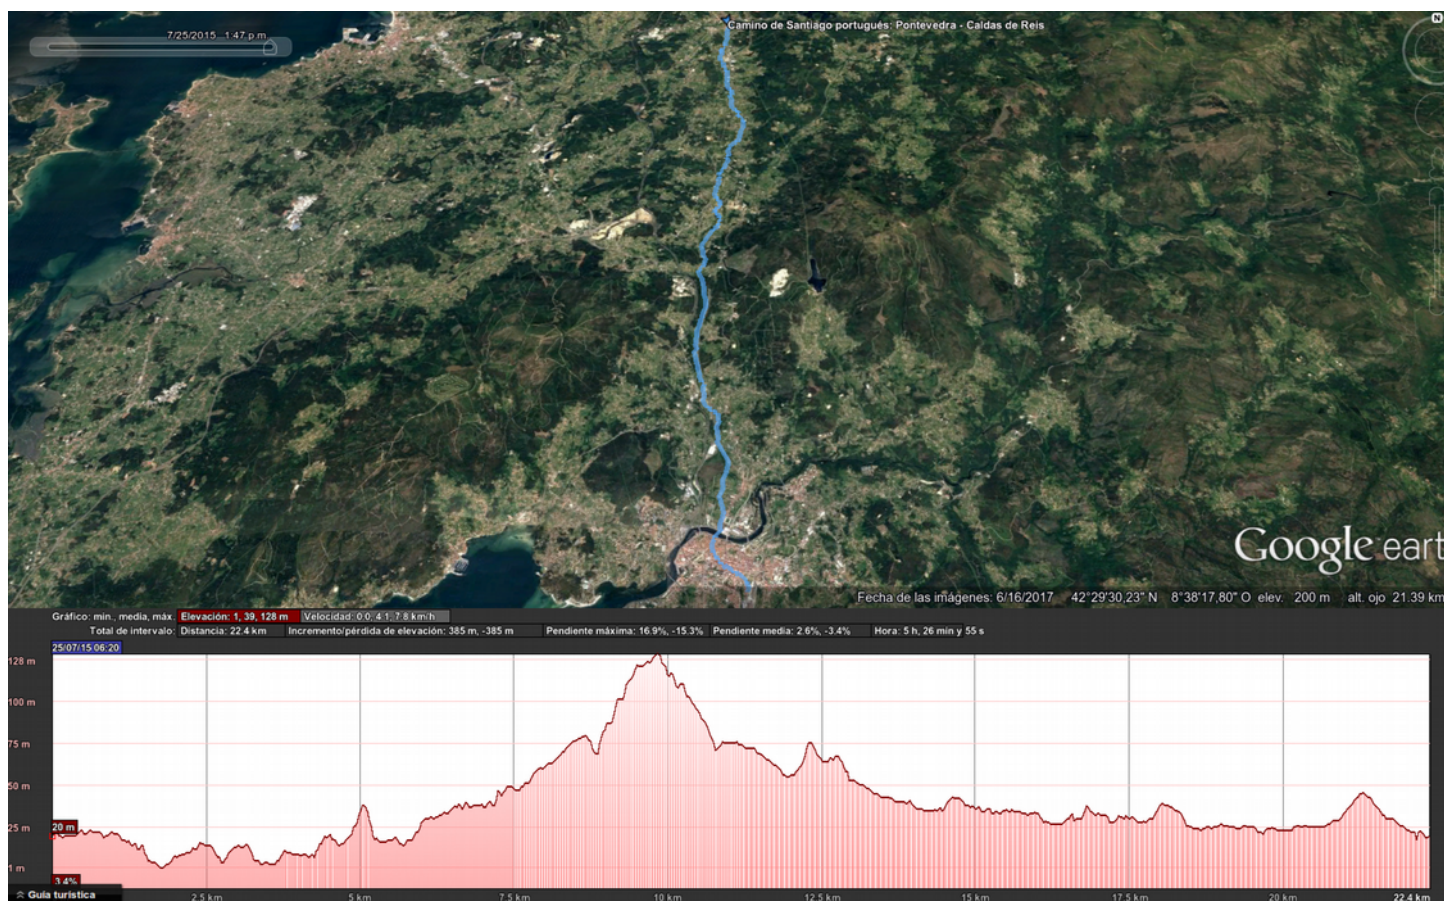 N
Camino de Santiago portugués: Pontevedra - Caldas de Reis
7/25/2015 1:47 p.m.
Google eart
Fecha de las imágenes: 6/16/2017 42°29'30,23" N 8°38'17,80" O elev. 200 m alt. ojo 21.39 km
Gráfico: mín., media, máx. Elevación: 1, 39, 128 m Velocidad: 0.0, 4.1, 7.8 km/h
Total de intervalo: Distancia: 22.4 km Incremento/pérdida de elevación: 385 m, -385 m Pendiente máxima: 16.9%, -15.3% Pendiente media: 2.6%, -3.4% Hora: 5 h, 26 min y 55 s
25/07/15 06:20
128 m
100 m
75 m
50 m
25 m
20 m
1 m
3.4%
Guía turística
2.5 km 5 km 7.5 km 10 km 12.5 km 15 km 17.5 km 20 km 22.4 km